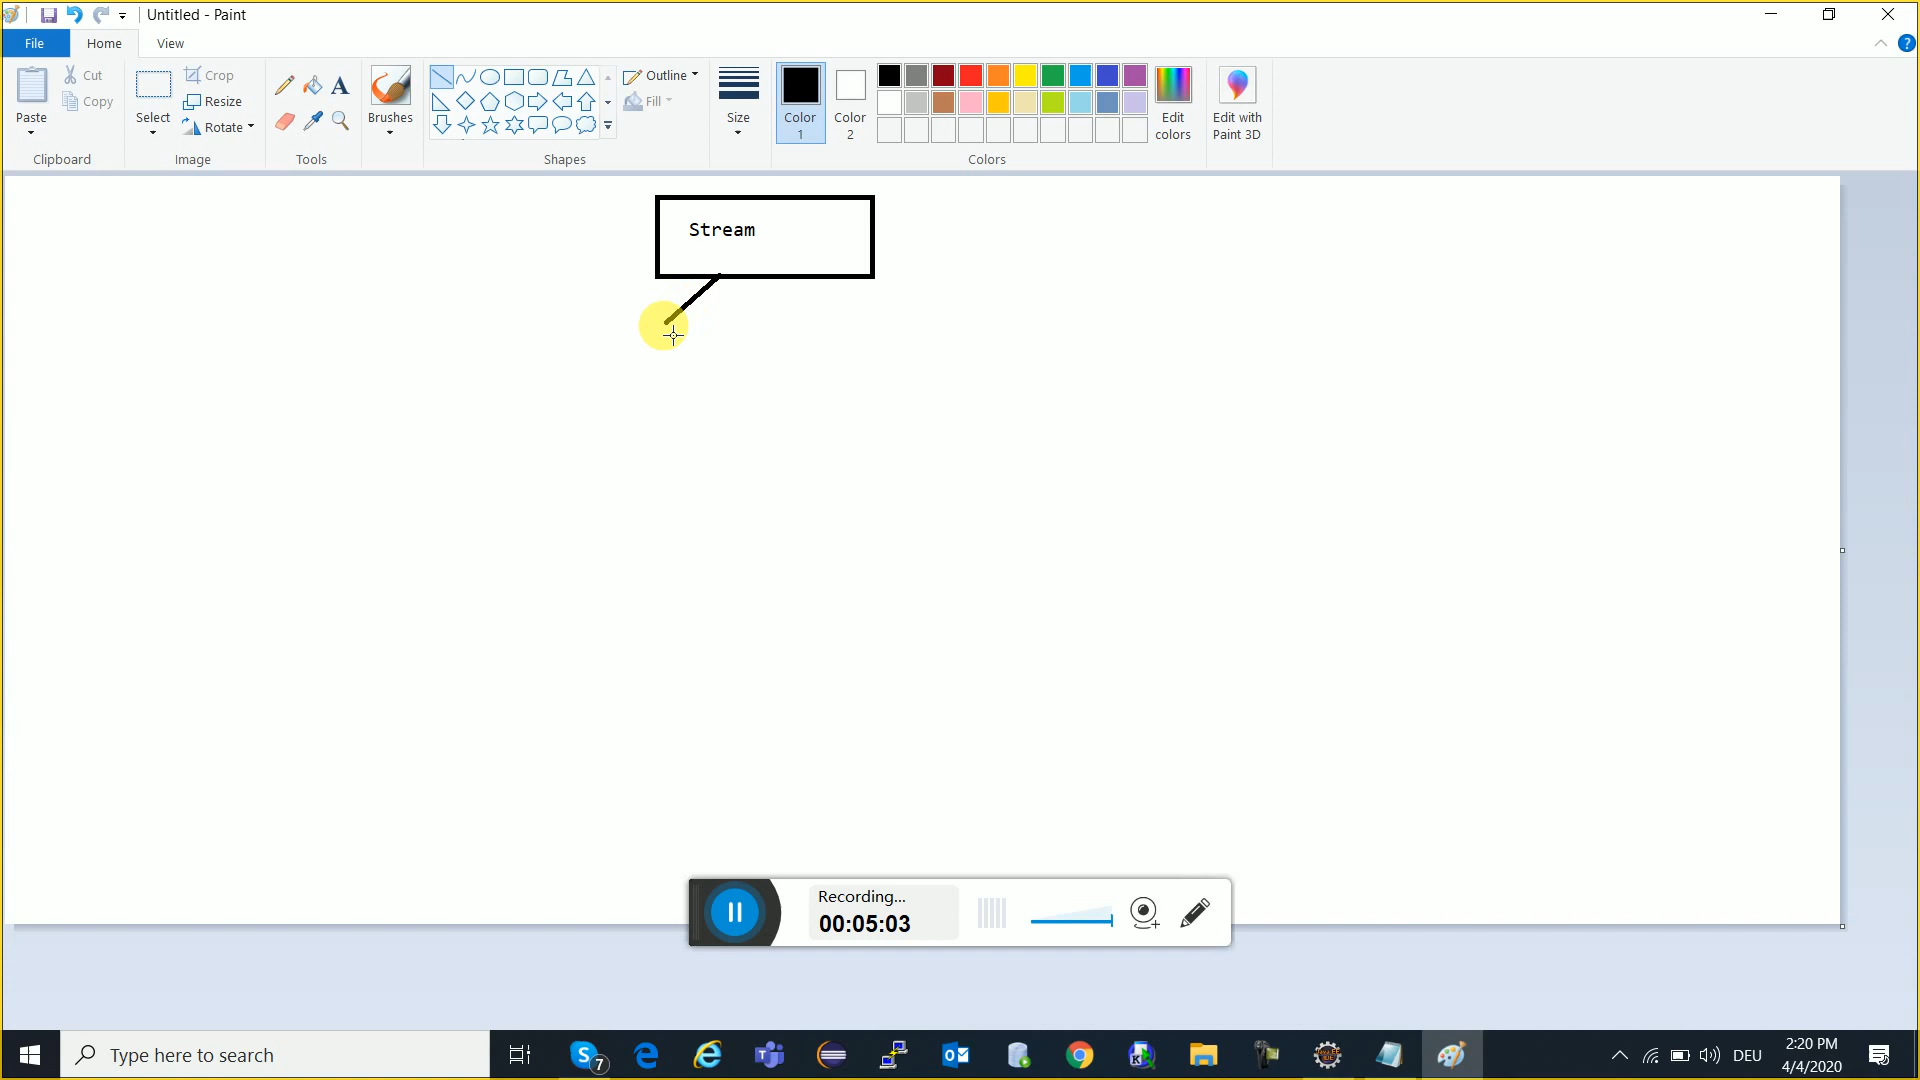 Untitled - Paint
File
Home
View
Cut
Copy
Paste
Clipboard
Select
Crop
Resize
Rotate
Image
A
Tools
Brushes
Shapes
Outline
Fill
Size
Color
1
Color
2
Edit
colors
Colors
Edit with
Paint 3D
Stream
Recording...
00:05:03
Type here to search
7
DEU
2:20 PM
4/4/2020